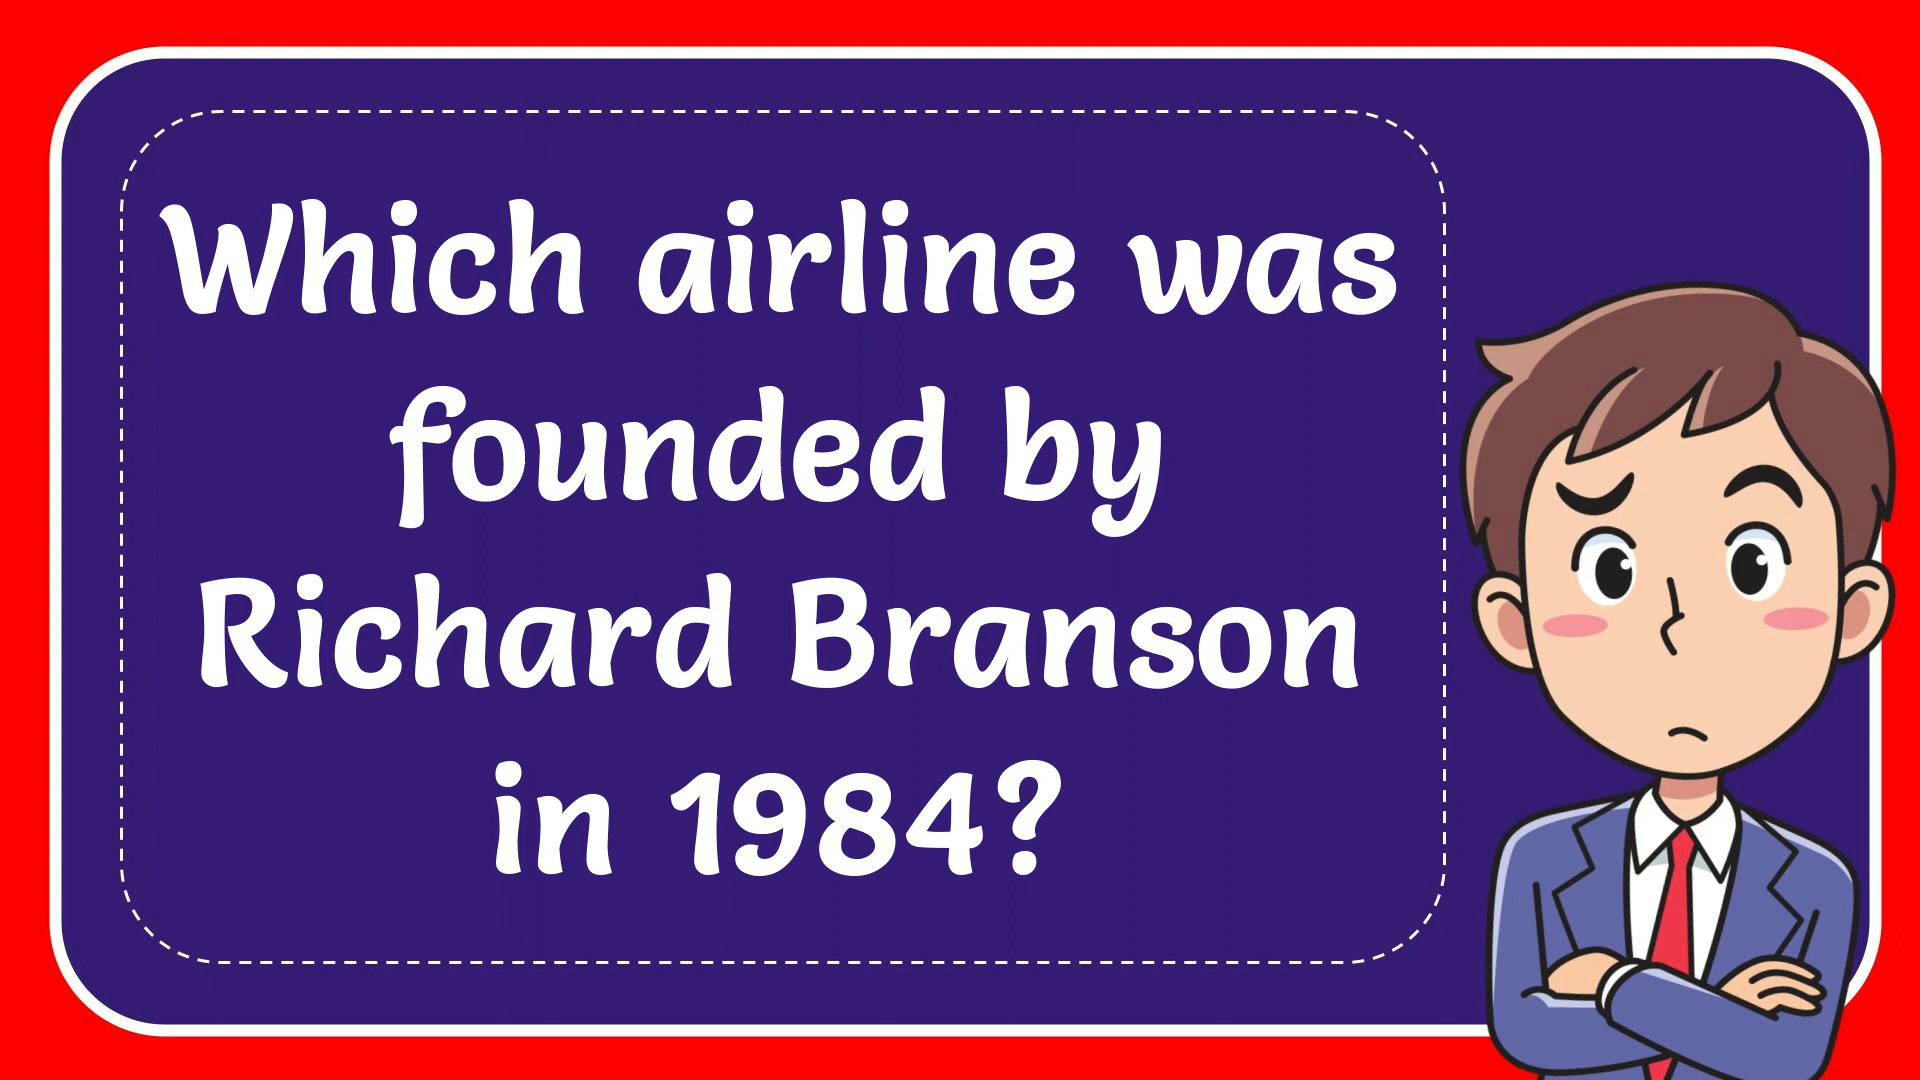 Which airline was
founded by
Richard Branson
in 1984?